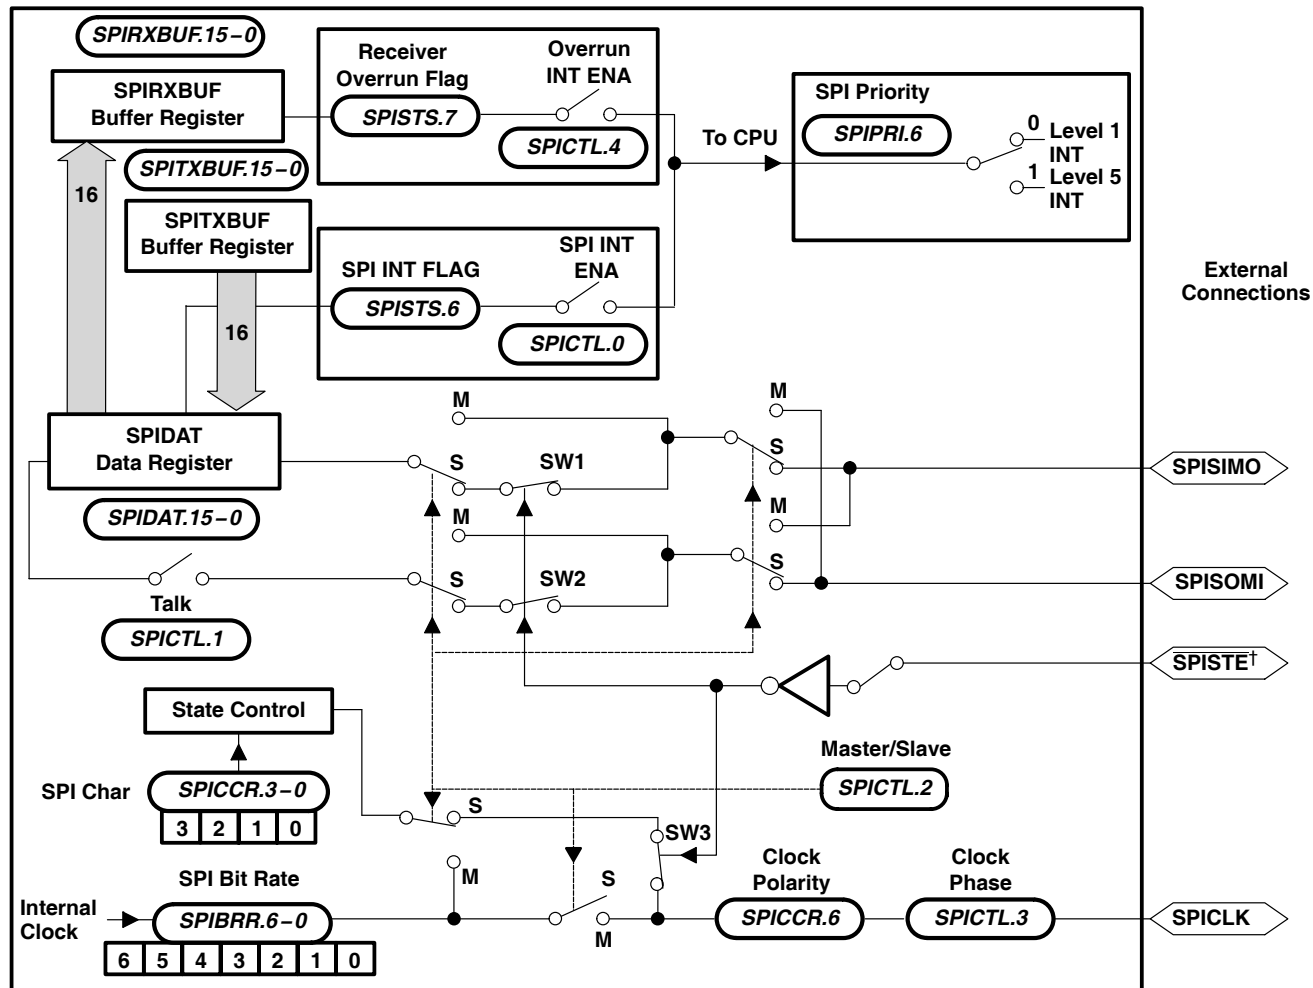 SPIRXBUF.15–0
SPIRXBUF
Buffer Register
Receiver
Overrun Flag
SPISTS.7
Overrun
INT ENA
SPICTL.4
To CPU
SPI Priority
SPIPRI.6
0
Level 1
INT
1
Level 5
INT
16
SPITXBUF.15–0
SPITXBUF
Buffer Register
16
SPI INT FLAG
SPISTS.6
SPI INT
ENA
SPICTL.0
External
Connections
SPIDAT
Data Register
SPIDAT.15–0
M
S
SW1
M
S
SPISIMO
M
S
SW2
M
S
SPISOMI
Talk
SPICTL.1
SPISTE†
State Control
SPI Char
SPICCR.3–0
3 2 1 0
Master/Slave
SPICTL.2
S
M
SW3
SPI Bit Rate
Internal
Clock
SPIBRR.6–0
6 5 4 3 2 1 0
S
M
Clock
Polarity
SPICCR.6
Clock
Phase
SPICTL.3
SPICLK